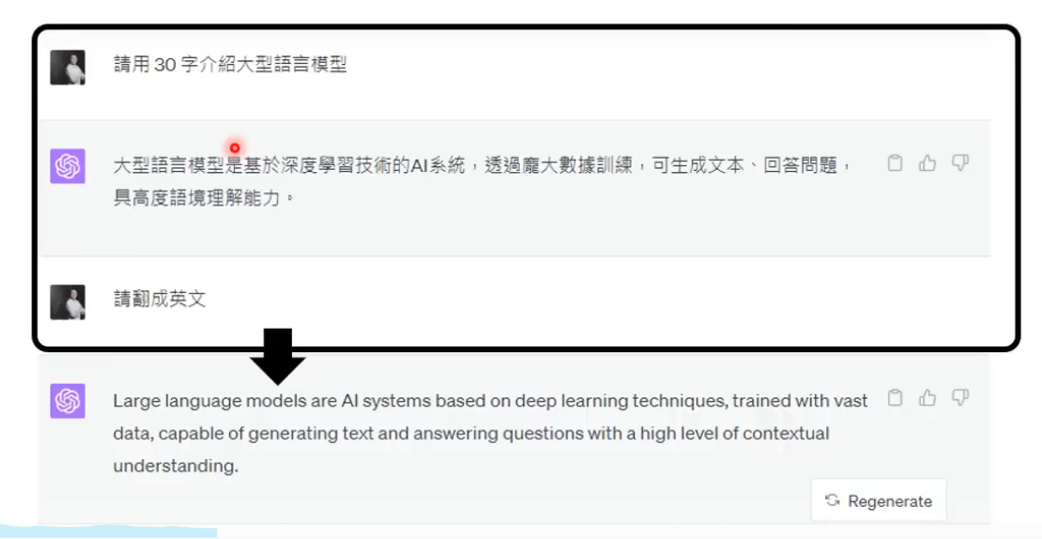 請用 30 字介紹大型語言模型
大型語言模型是基於深度學習技術的AI系統，透過龐大數據訓練，可生成文本、回答問題，
具高度語境理解能力。
請翻成英文
Large language models are AI systems based on deep learning techniques, trained with vast
data, capable of generating text and answering questions with a high level of contextual
understanding.
Regenerate